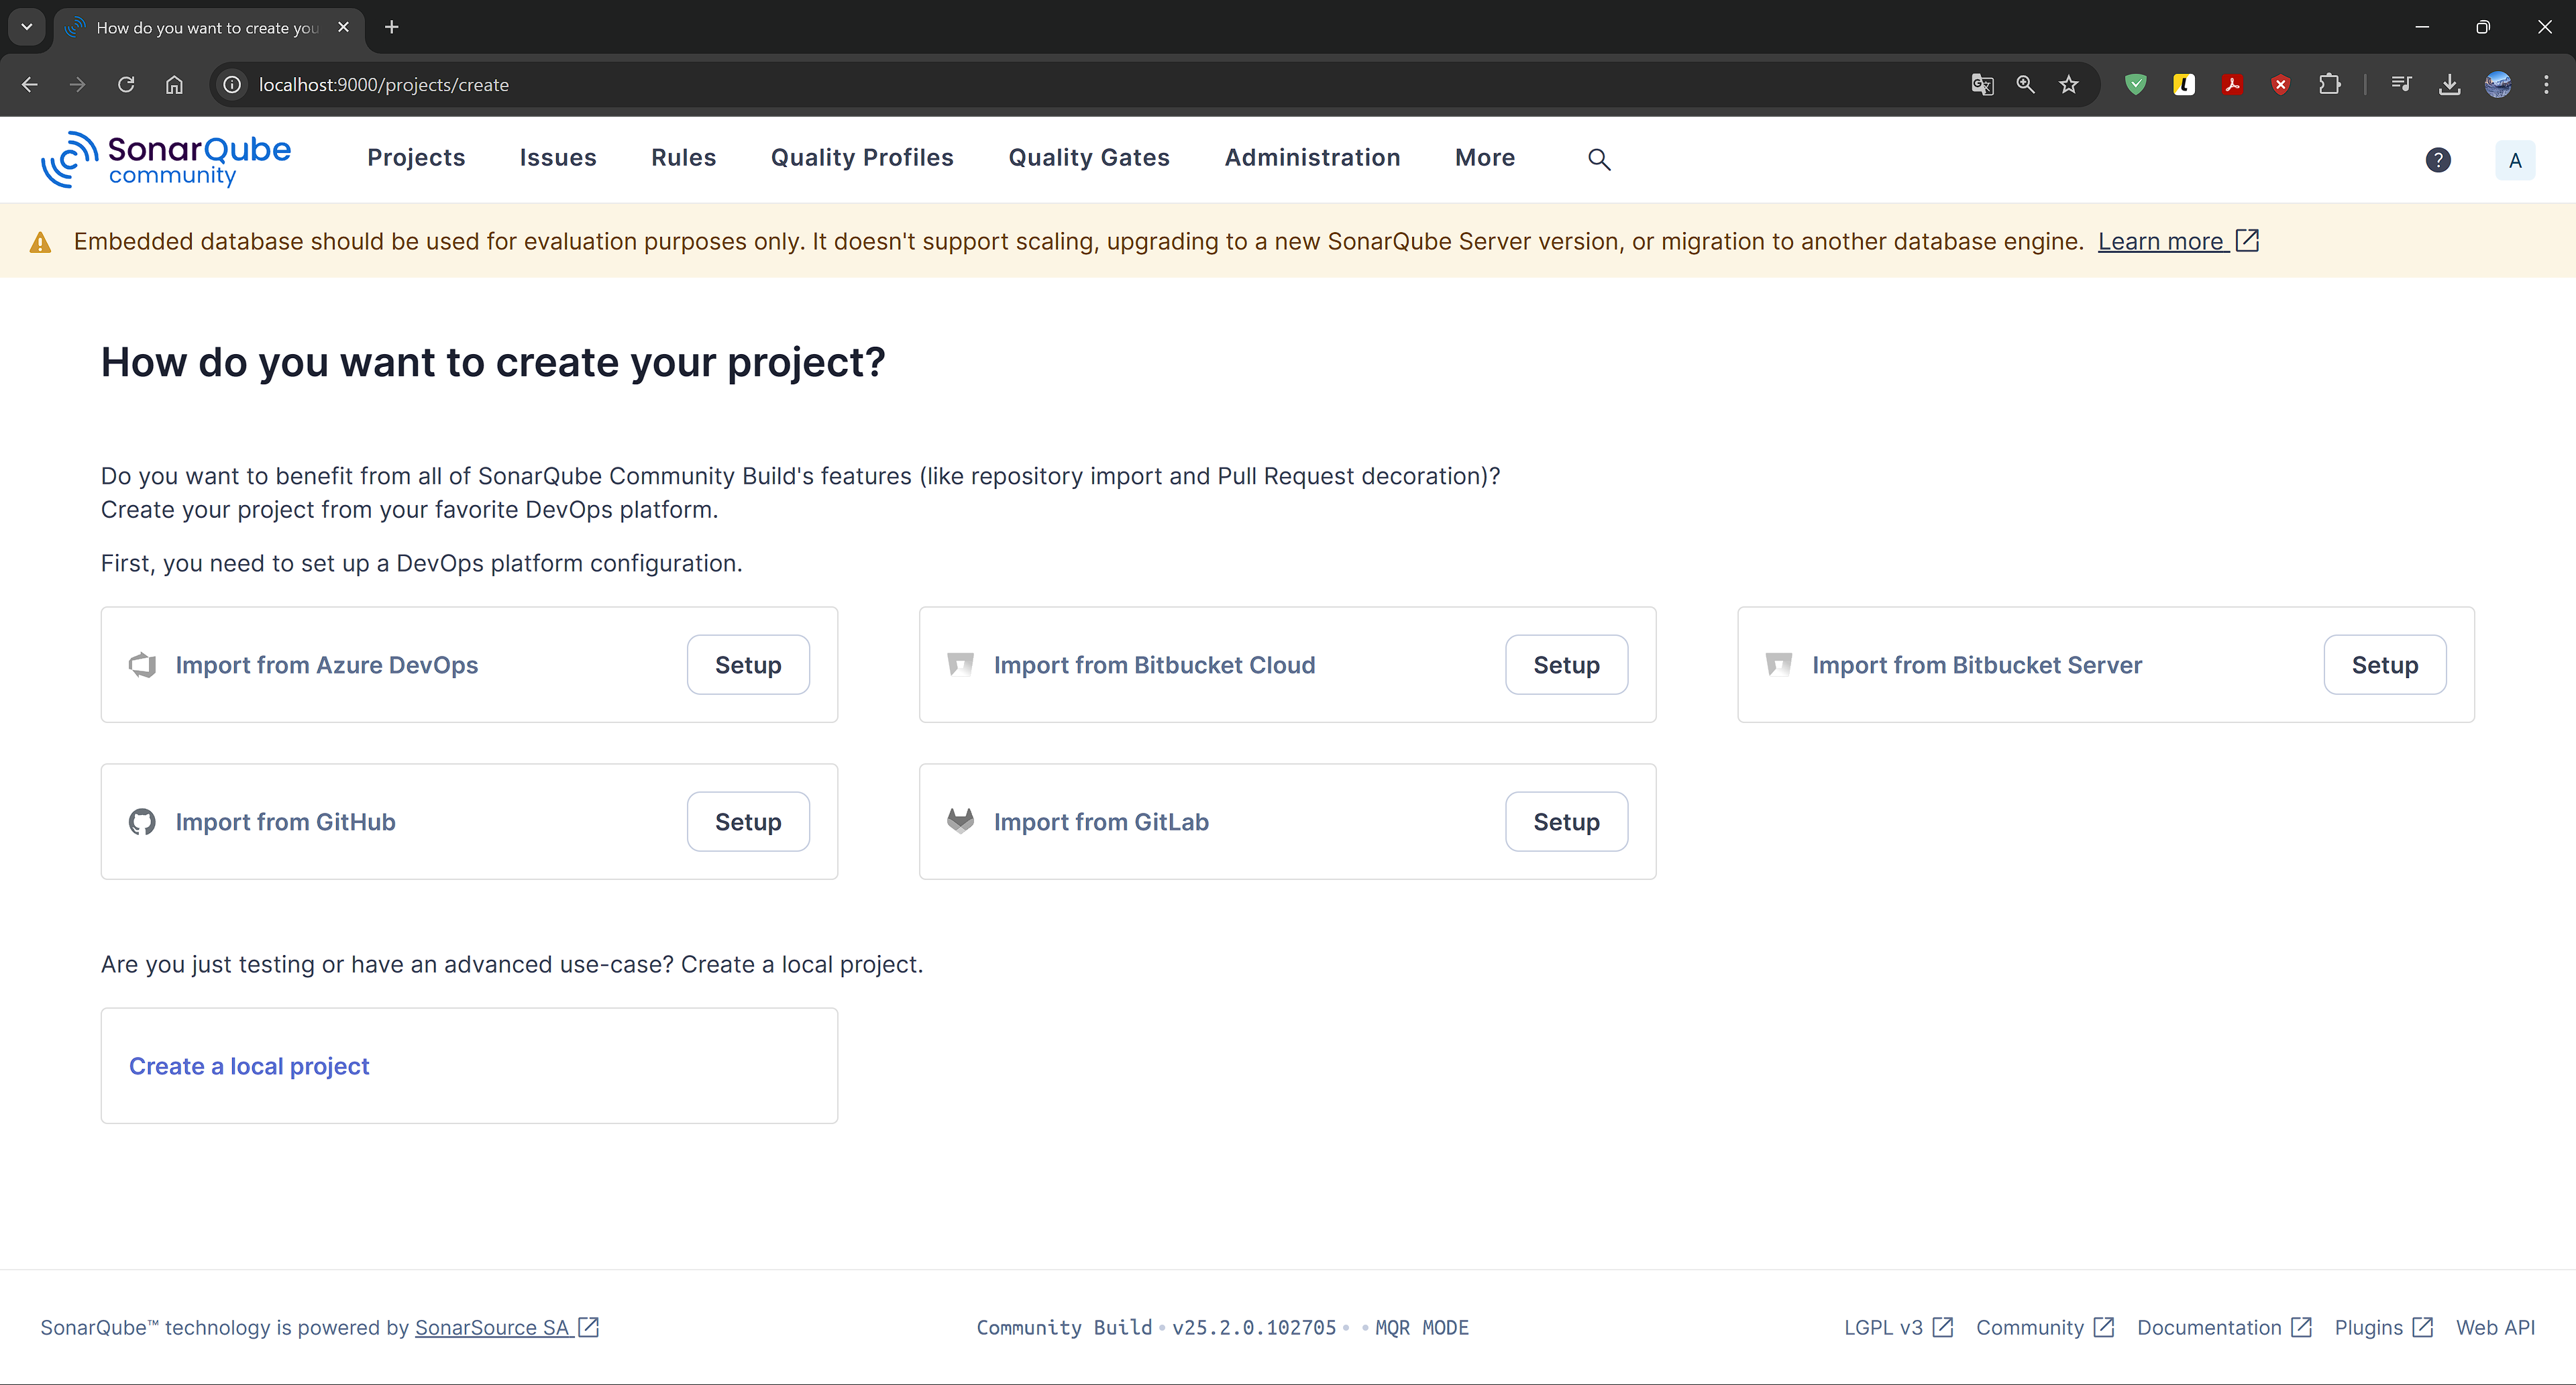 How do you want to create you
localhost:9000/projects/create
SonarQube
community
Projects
Issues
Rules
Quality Profiles
Quality Gates
Administration
More
?
A
Embedded database should be used for evaluation purposes only. It doesn't support scaling, upgrading to a new SonarQube Server version, or migration to another database engine. Learn more
How do you want to create your project?
Do you want to benefit from all of SonarQube Community Build's features (like repository import and Pull Request decoration)?
Create your project from your favorite DevOps platform.
First, you need to set up a DevOps platform configuration.
Import from Azure DevOps
Setup
Import from Bitbucket Cloud
Setup
Import from Bitbucket Server
Setup
Import from GitHub
Setup
Import from GitLab
Setup
Are you just testing or have an advanced use-case? Create a local project.
Create a local project
SonarQube™ technology is powered by SonarSource SA
Community Build • v25.2.0.102705 • • MQR MODE
LGPL v3
Community
Documentation
Plugins
Web API